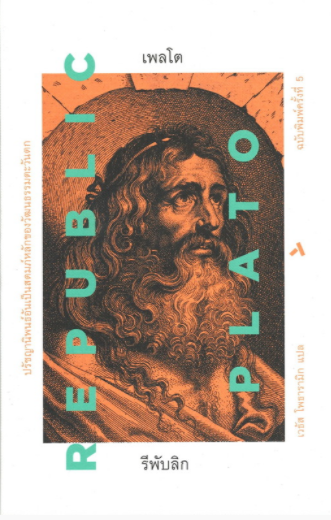 เพลโต
REPUBLIC
PLATO
ปรัชญานิพนธ์อันเป็นสดมภ์หลักของวัฒนธรรมตะวันตก
ฉบับพิมพ์ครั้งที่ 5
เวธัส โพธารามิก แปล
รีพับลิก